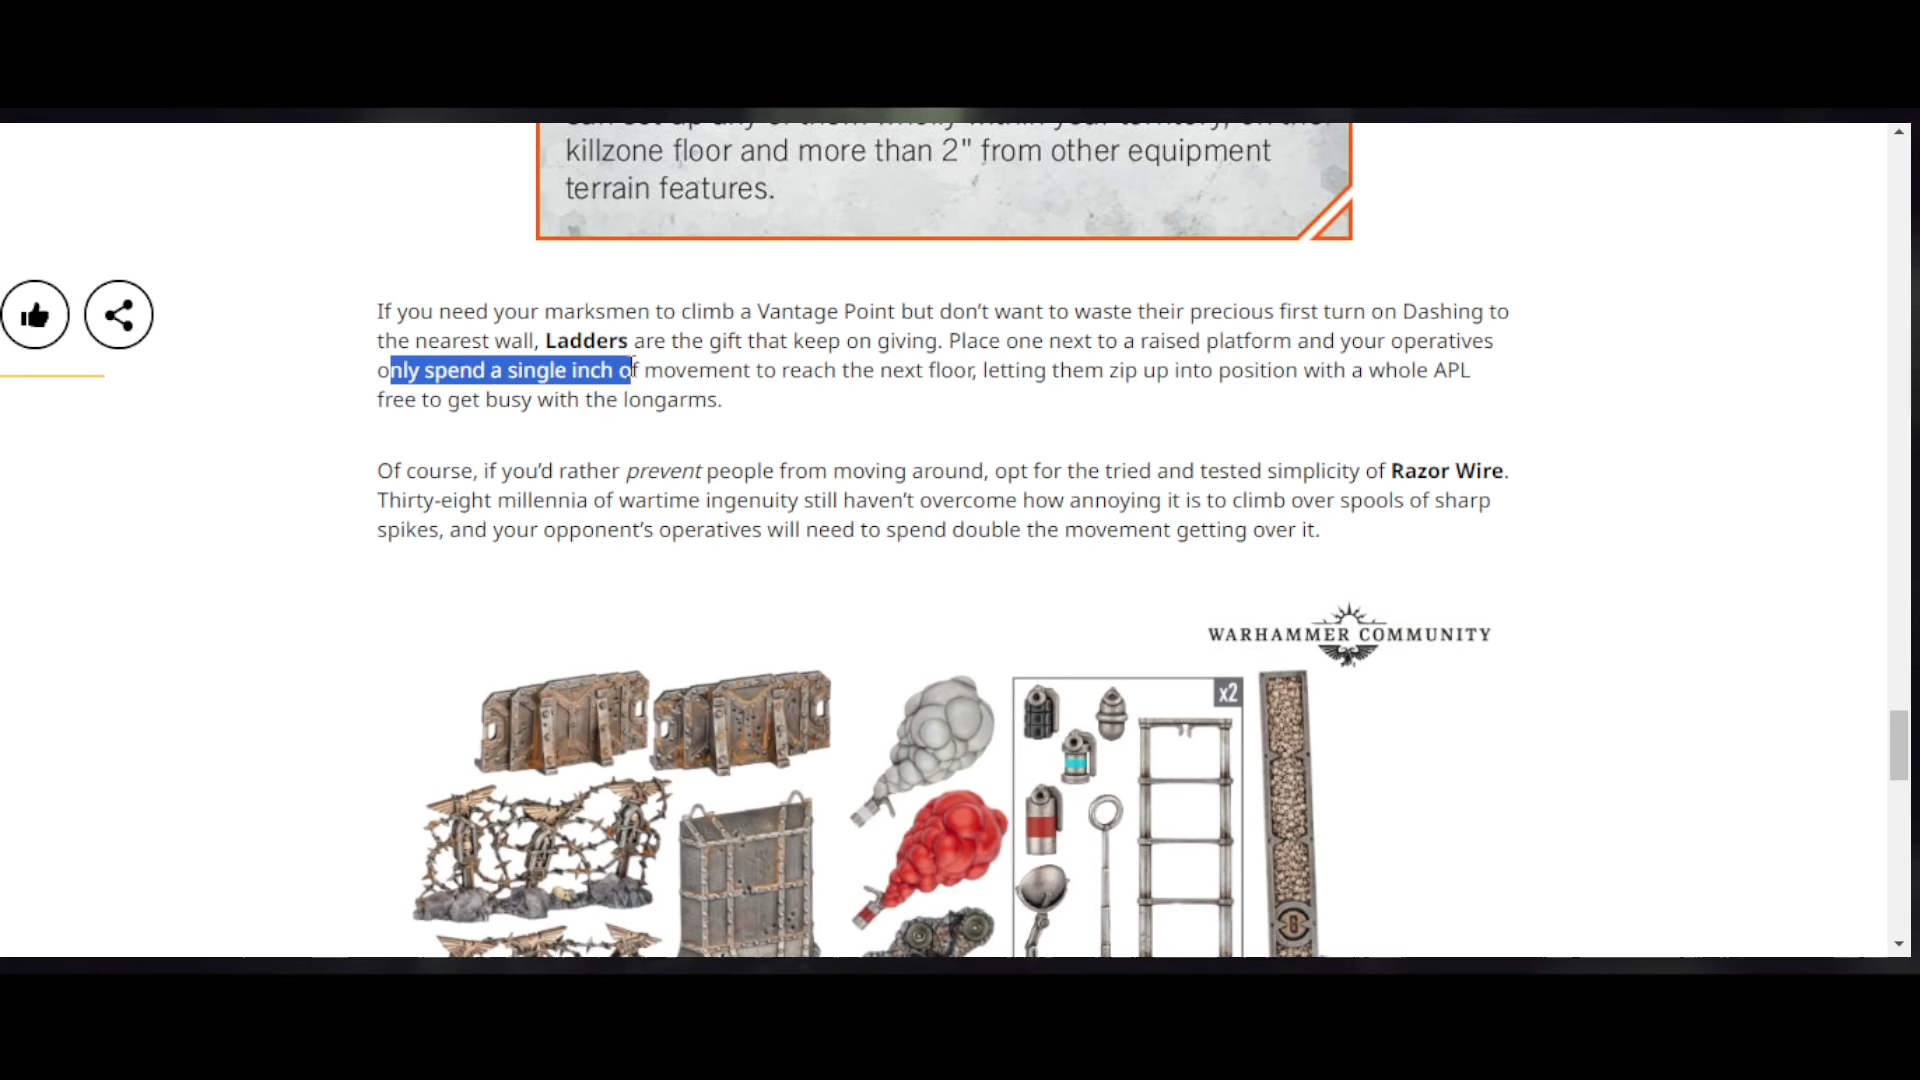 killzone floor and more than 2" from other equipment
terrain features.
If you need your marksmen to climb a Vantage Point but don’t want to waste their precious first turn on Dashing to
the nearest wall, Ladders are the gift that keep on giving. Place one next to a raised platform and your operatives
only spend a single inch of movement to reach the next floor, letting them zip up into position with a whole APL
free to get busy with the longarms.
Of course, if you’d rather prevent people from moving around, opt for the tried and tested simplicity of Razor Wire.
Thirty-eight millennia of wartime ingenuity still haven’t overcome how annoying it is to climb over spools of sharp
spikes, and your opponent’s operatives will need to spend double the movement getting over it.
WARHAMMER COMMUNITY
x2